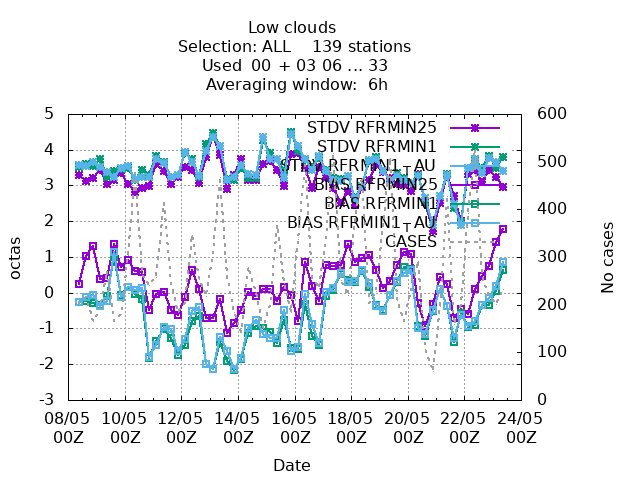 Low clouds
Selection: ALL    139 stations
Used  00 + 03 06 ... 33
Averaging window:  6h
5
4
3
2
1
0
-1
-2
-3
octas
600
500
400
300
200
100
0
No cases
STDV RFRMIN25
STDV RFRMIN1
STDV RFRMIN1_AU
BIAS RFRMIN25
BIAS RFRMIN1
BIAS RFRMIN1_AU
CASES
08/05 10/05 12/05 14/05 16/05 18/05 20/05 22/05 24/05
00Z 00Z 00Z 00Z 00Z 00Z 00Z 00Z 00Z
Date